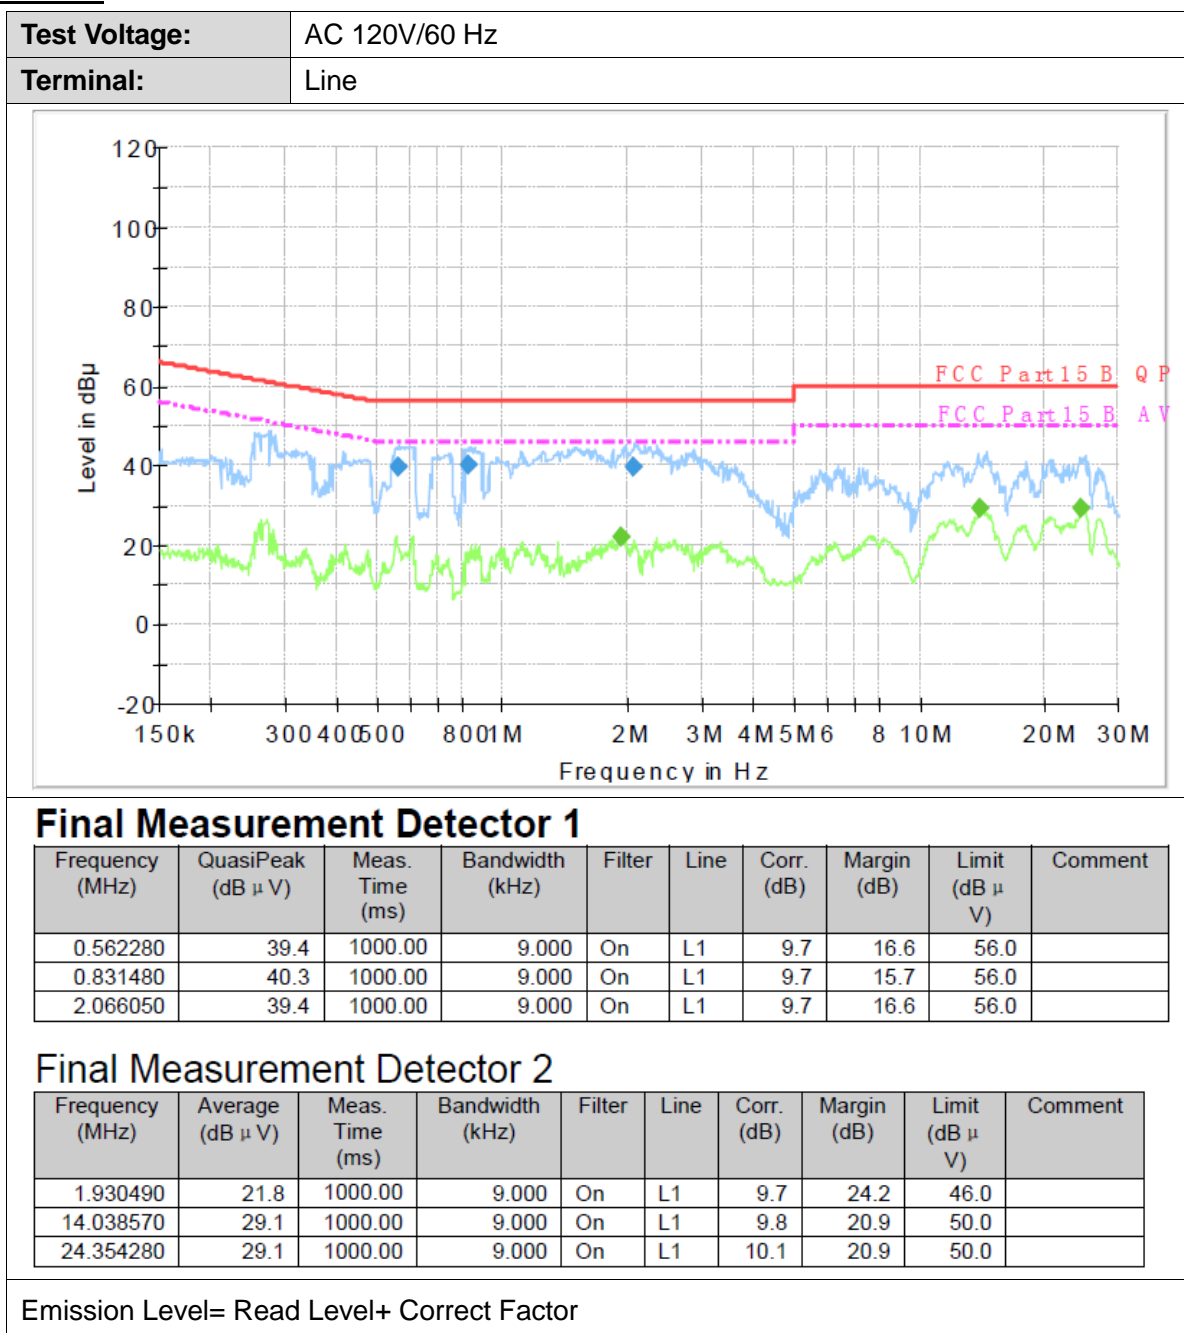 Test Voltage: AC 120V/60 Hz
Terminal: Line
120
100
80
60
40
20
0
-20
Level in dBµ
FCC Part15 B QP
FCC Part15 B AV
150k 300 400 500 800 1M 2M 3M 4M 5M 6 8 10M 20M 30M
Frequency in Hz
Final Measurement Detector 1
Frequency (MHz) QuasiPeak (dB µ V) Meas. Time (ms) Bandwidth (kHz) Filter Line Corr. (dB) Margin (dB) Limit (dB µ V) Comment
0.562280 39.4 1000.00 9.000 On L1 9.7 16.6 56.0
0.831480 40.3 1000.00 9.000 On L1 9.7 15.7 56.0
2.066050 39.4 1000.00 9.000 On L1 9.7 16.6 56.0
Final Measurement Detector 2
Frequency (MHz) Average (dB µ V) Meas. Time (ms) Bandwidth (kHz) Filter Line Corr. (dB) Margin (dB) Limit (dB µ V) Comment
1.930490 21.8 1000.00 9.000 On L1 9.7 24.2 46.0
14.038570 29.1 1000.00 9.000 On L1 9.8 20.9 50.0
24.354280 29.1 1000.00 9.000 On L1 10.1 20.9 50.0
Emission Level= Read Level+ Correct Factor